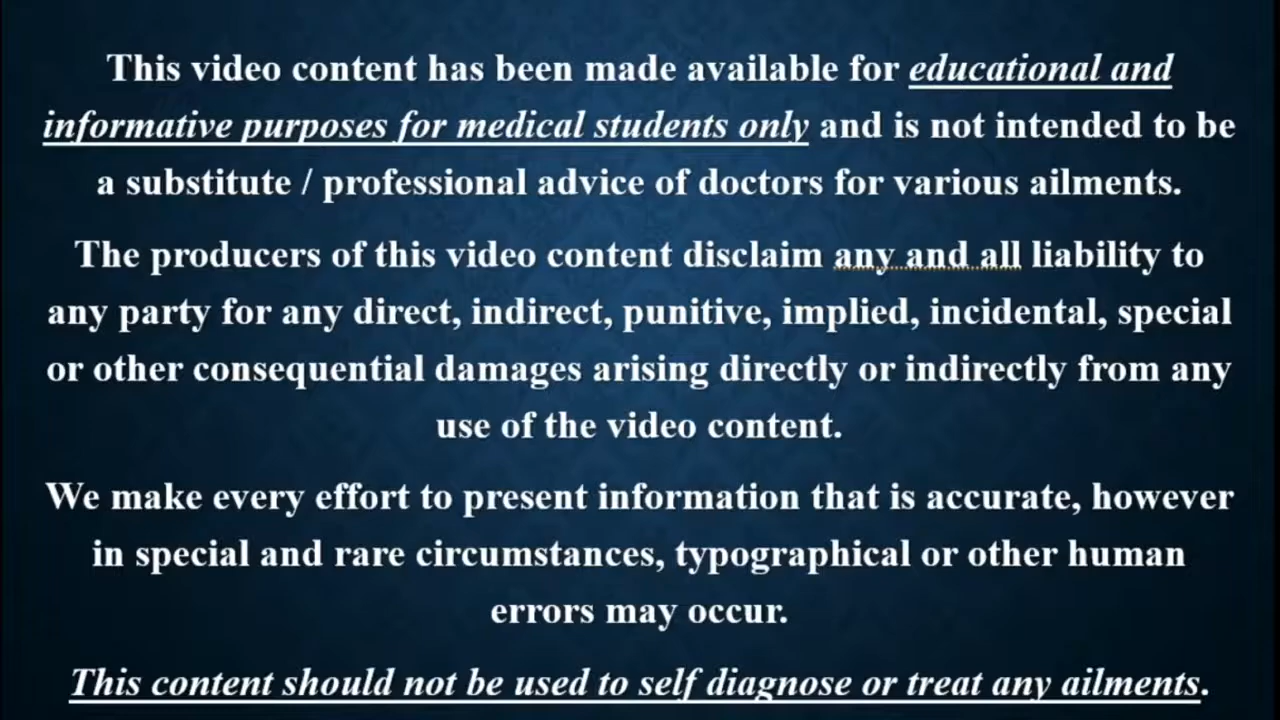 This video content has been made available for educational and
informative purposes for medical students only and is not intended to be
a substitute / professional advice of doctors for various ailments.
The producers of this video content disclaim any and all liability to
any party for any direct, indirect, punitive, implied, incidental, special
or other consequential damages arising directly or indirectly from any
use of the video content.
We make every effort to present information that is accurate, however
in special and rare circumstances, typographical or other human
errors may occur.
This content should not be used to self diagnose or treat any ailments.